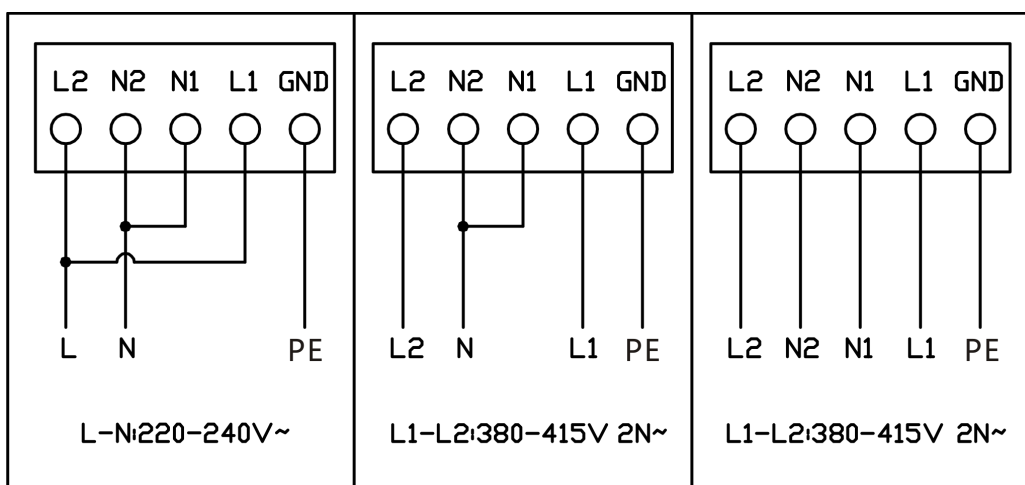 L2 N2 N1 L1 GND
L N PE
L-N:220-240V~
L2 N2 N1 L1 GND
L2 N L1 PE
L1-L2:380-415V 2N~
L2 N2 N1 L1 GND
L2 N2 N1 L1 PE
L1-L2:380-415V 2N~